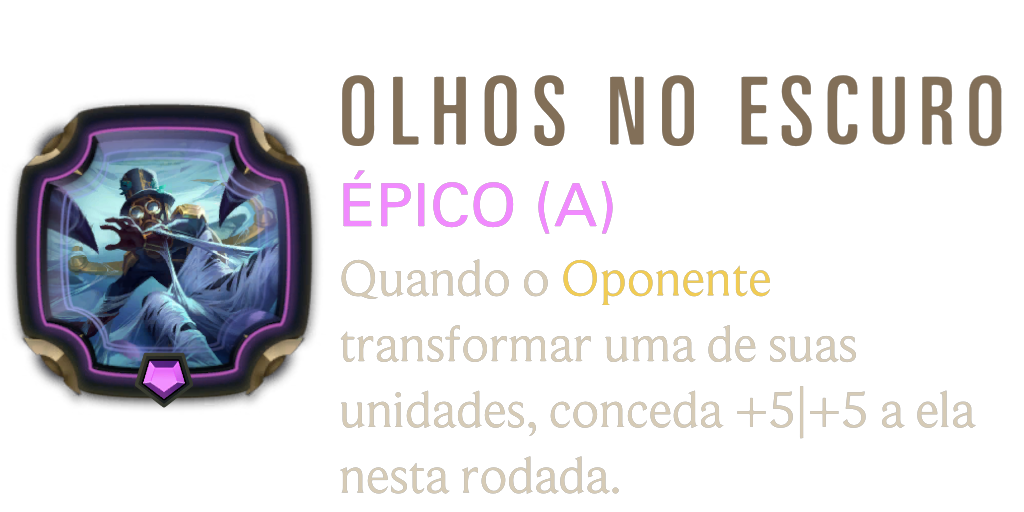 OLHOS NO ESCURO
ÉPICO (A)
Quando o Oponente
transformar uma de suas
unidades, conceda +5|+5 a ela
nesta rodada.